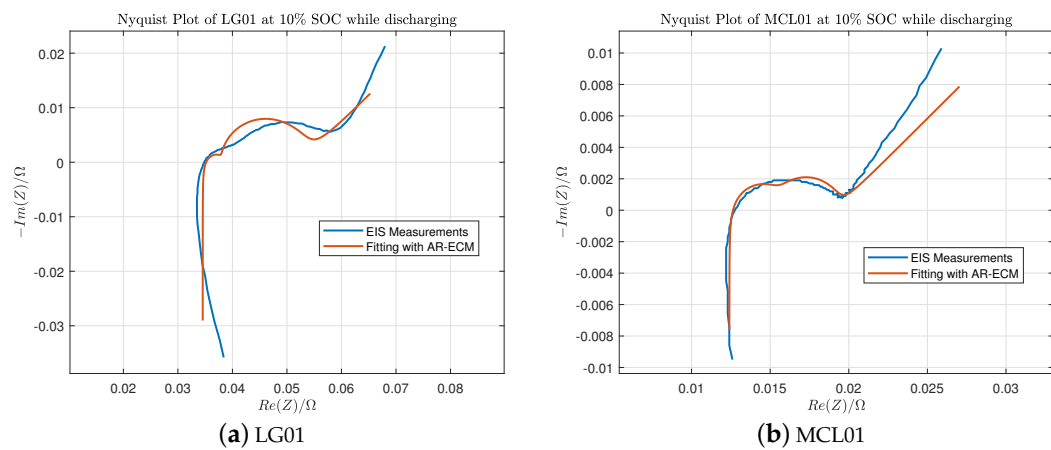 Nyquist Plot of LG01 at 10% SOC while discharging
0.02
0.01
0
-0.01
-0.02
-0.03
-Im(Z)/Ω
EIS Measurements
Fitting with AR-ECM
0.02 0.03 0.04 0.05 0.06 0.07 0.08
Re(Z)/Ω
(a) LG01
Nyquist Plot of MCL01 at 10% SOC while discharging
0.01
0.008
0.006
0.004
0.002
0
-0.002
-0.004
-0.006
-0.008
-0.01
-Im(Z)/Ω
EIS Measurements
Fitting with AR-ECM
0.01 0.015 0.02 0.025 0.03
Re(Z)/Ω
(b) MCL01